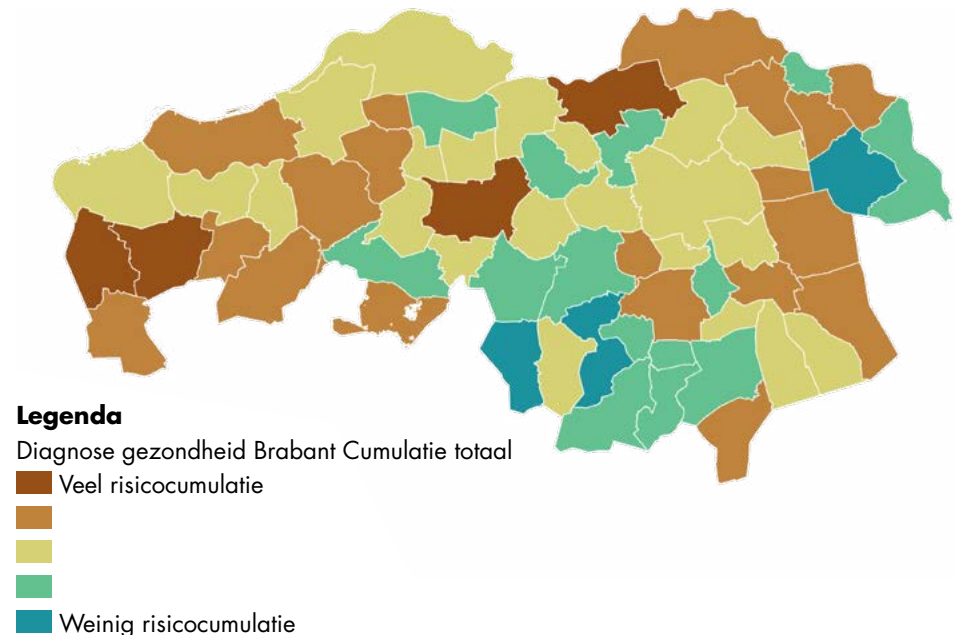 Legenda
Diagnose gezondheid Brabant Cumulatie totaal
Veel risicocumulatie
Weinig risicocumulatie